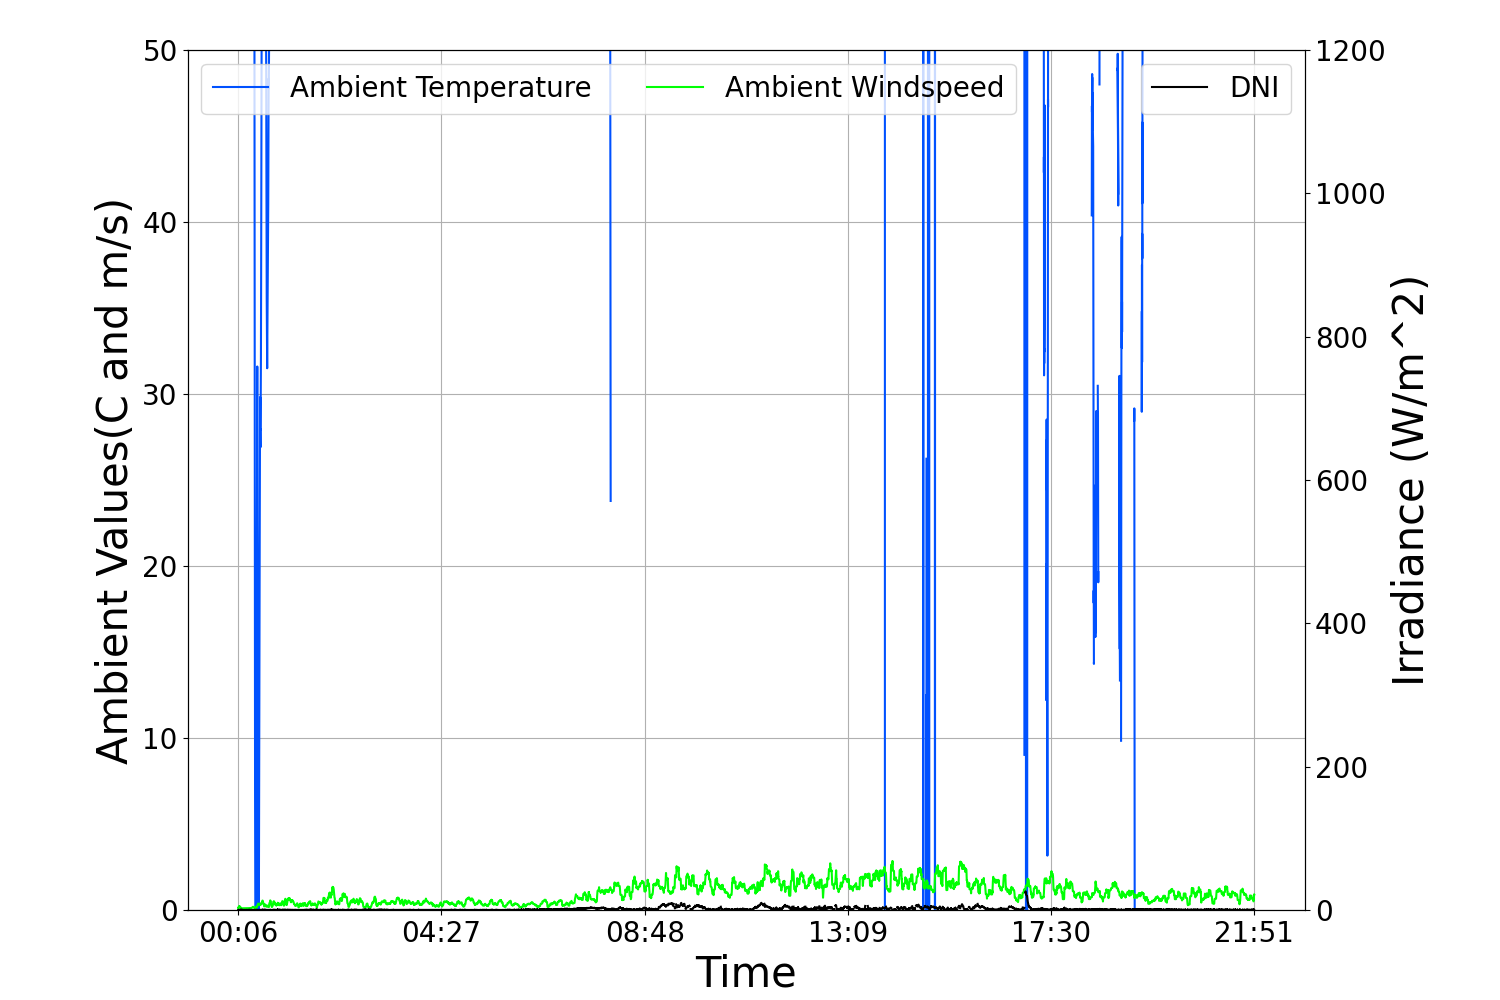 Ambient Temperature
Ambient Windspeed
DNI
50
40
30
20
10
0
Ambient Values(C and m/s)
1200
1000
800
600
400
200
0
Irradiance (W/m^2)
00:06 04:27 08:48 13:09 17:30 21:51
Time